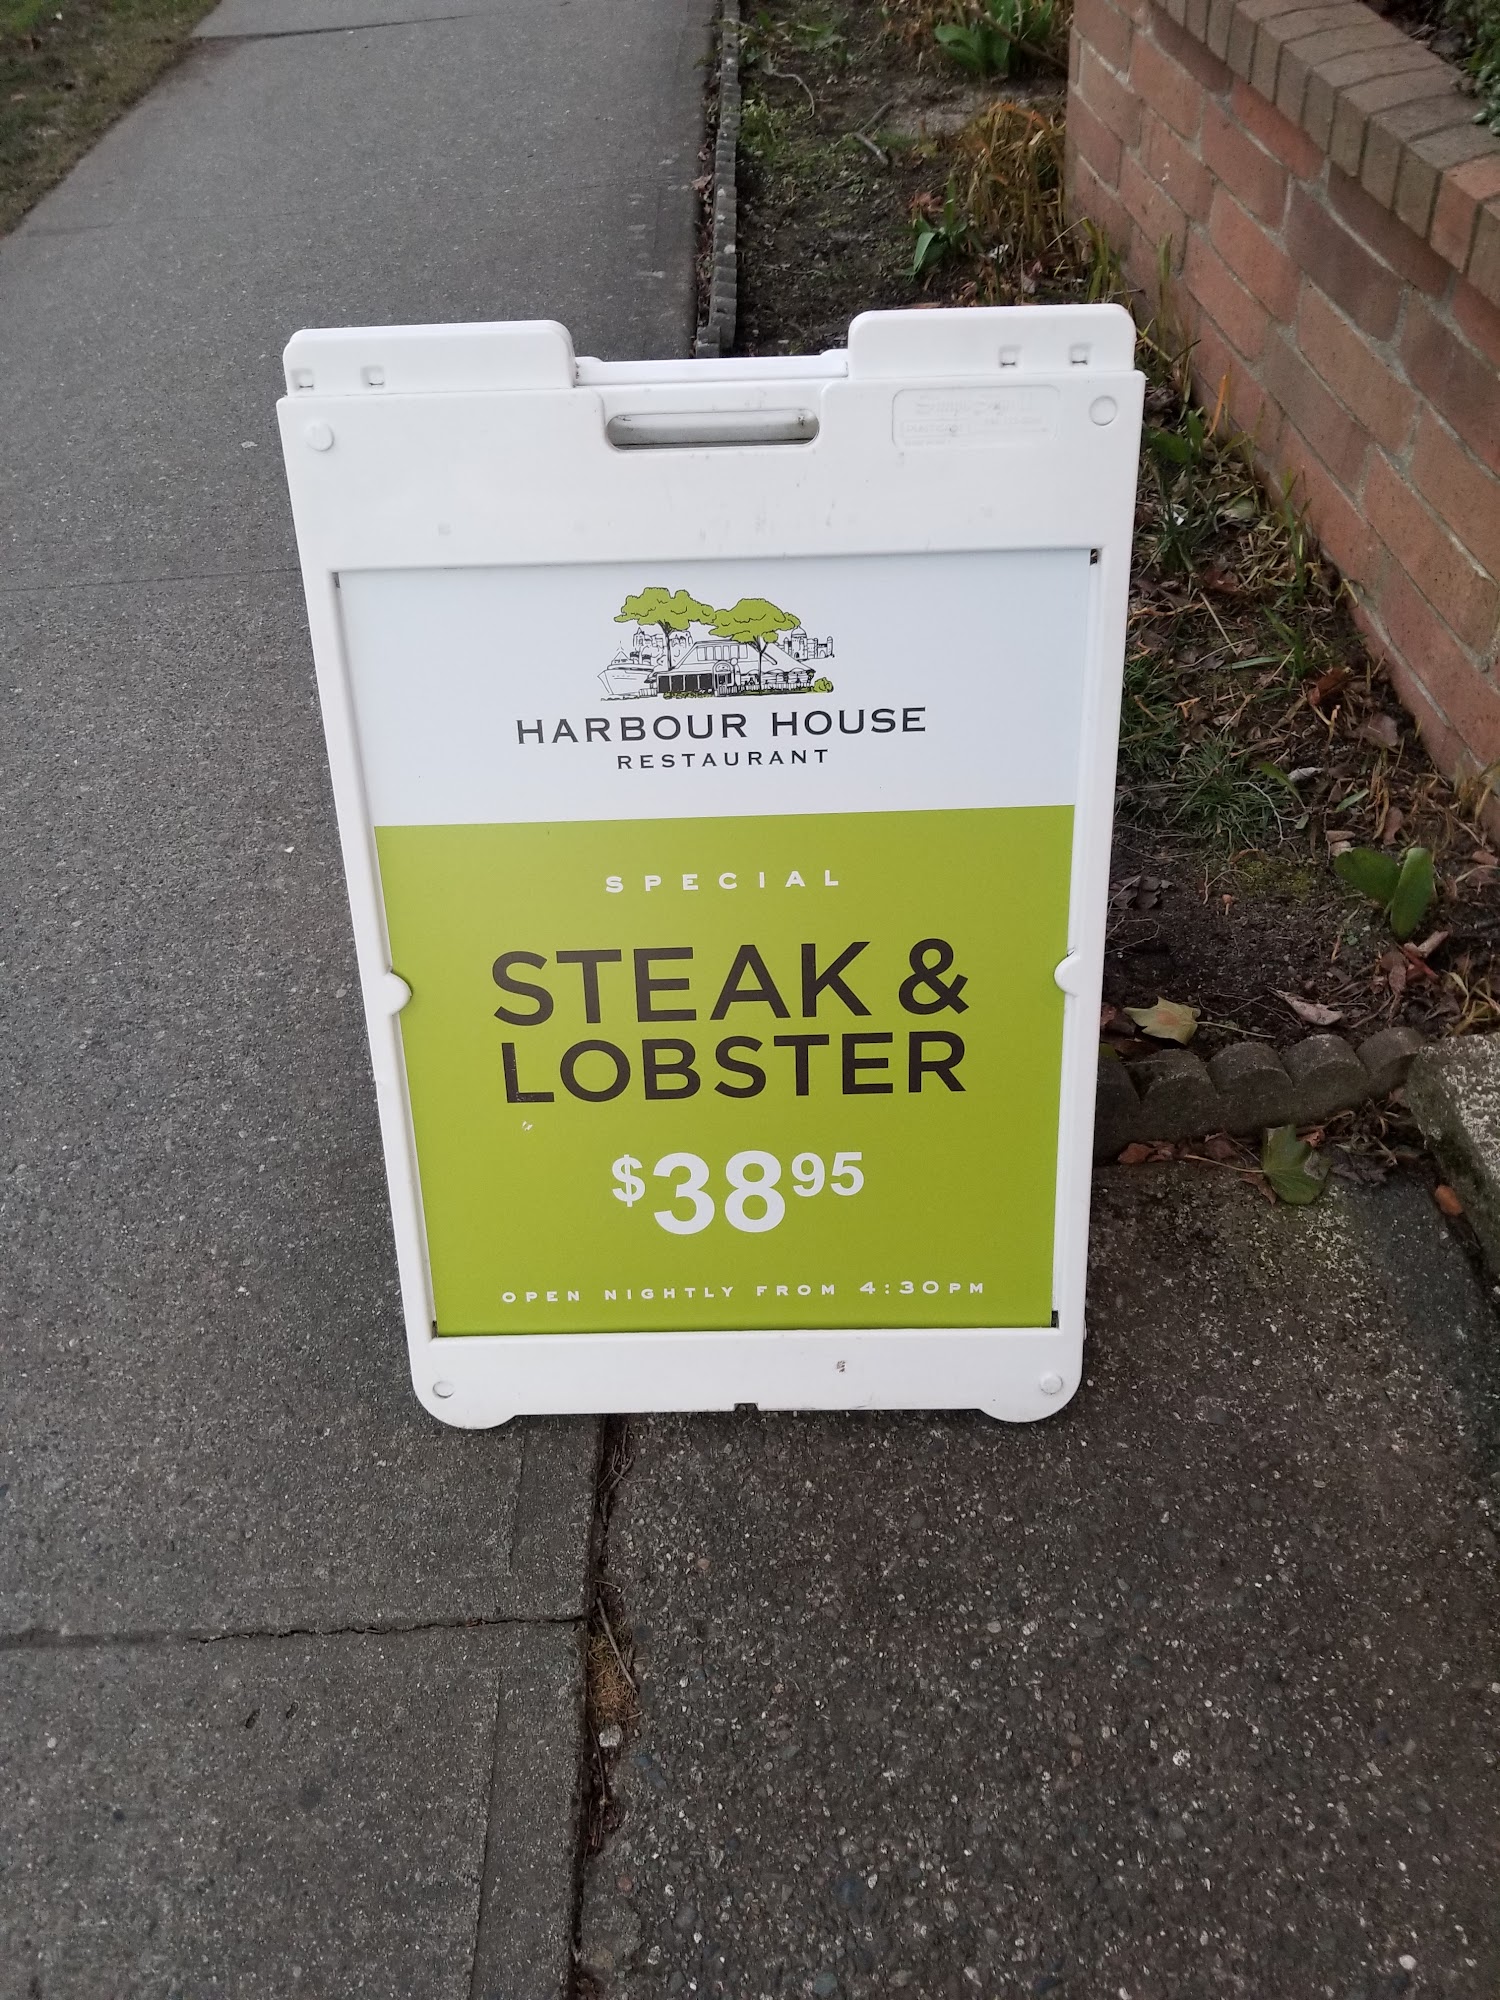 HARBOUR HOUSE
RESTAURANT
SPECIAL
STEAK &
LOBSTER
$3895
OPEN NIGHTLY FROM 4:30PM